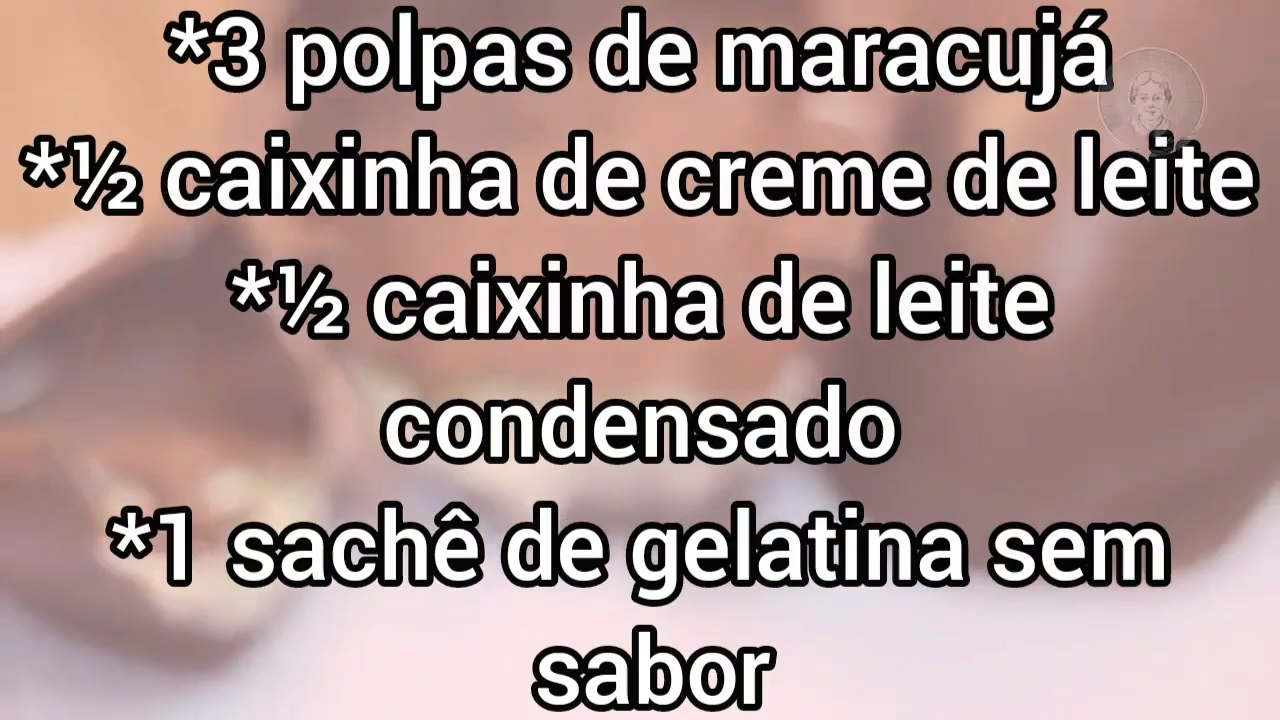 *3 polpas de maracujá
*½ caixinha de creme de leite
*½ caixinha de leite
condensado
*1 sachê de gelatina sem
sabor